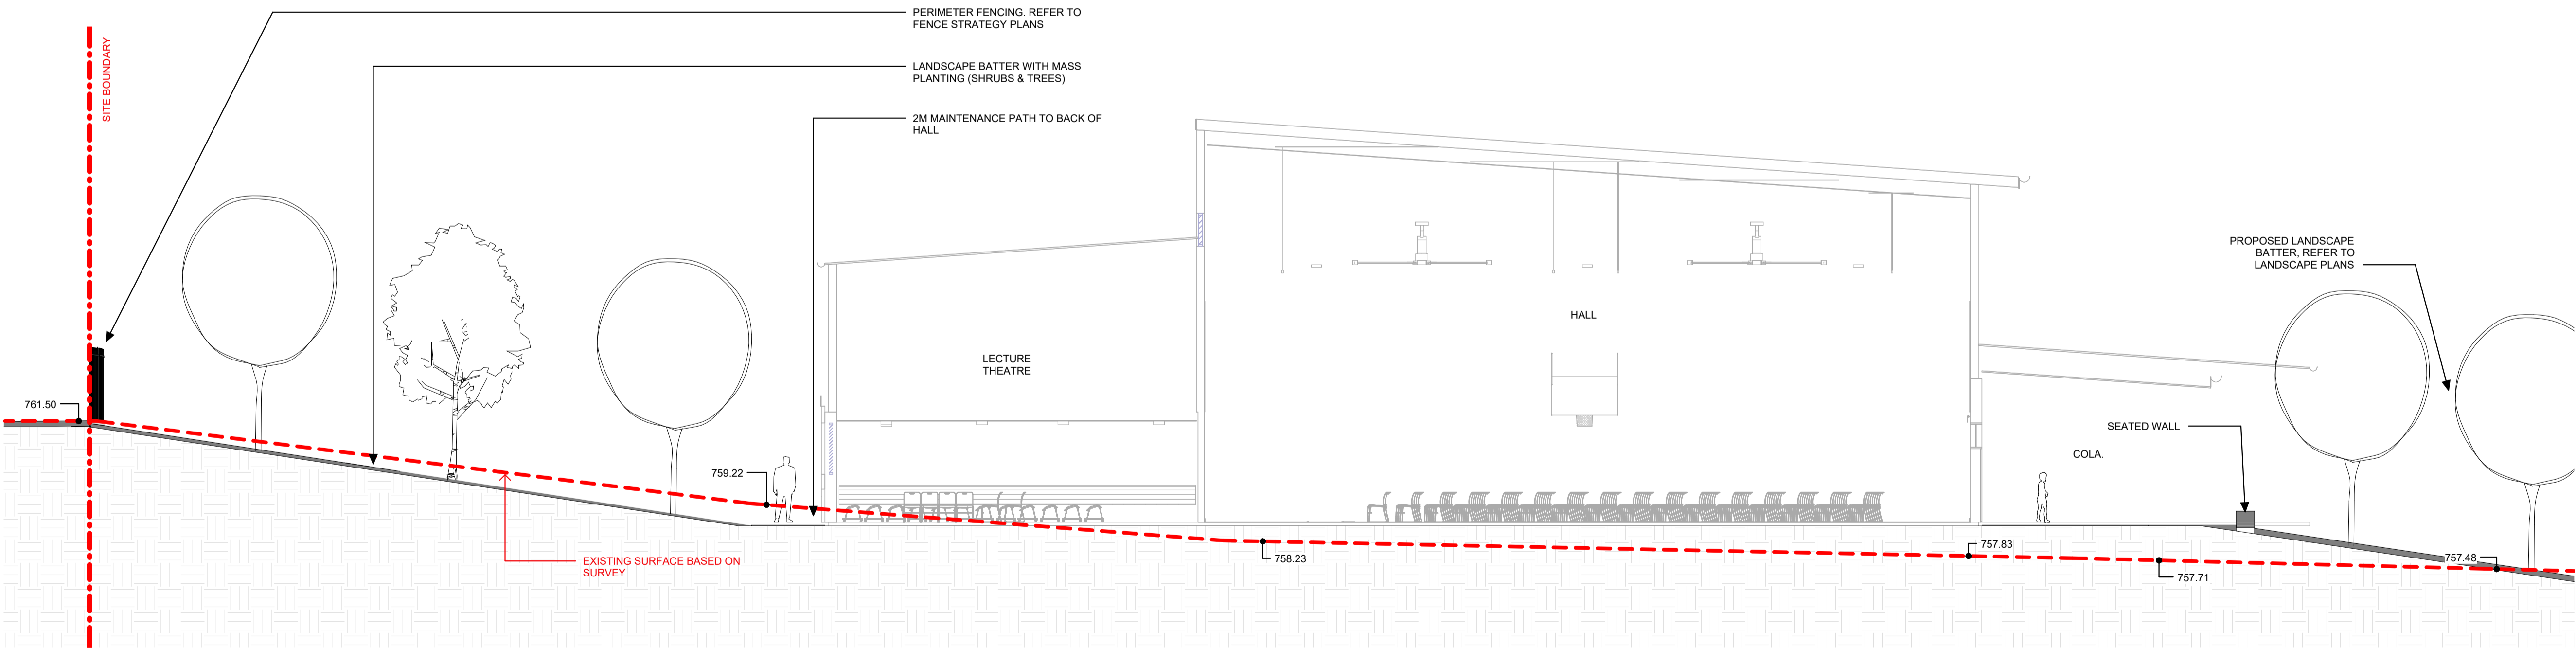 PERIMETER FENCING. REFER TO
FENCE STRATEGY PLANS
SITE BOUNDARY
LANDSCAPE BATTER WITH MASS
PLANTING (SHRUBS & TREES)
2M MAINTENANCE PATH TO BACK OF
HALL
PROPOSED LANDSCAPE
BATTER, REFER TO
LANDSCAPE PLANS
HALL
LECTURE
THEATRE
761.50
SEATED WALL
COLA.
759.22
EXISTING SURFACE BASED ON
SURVEY
758.23
757.83
757.71
757.48